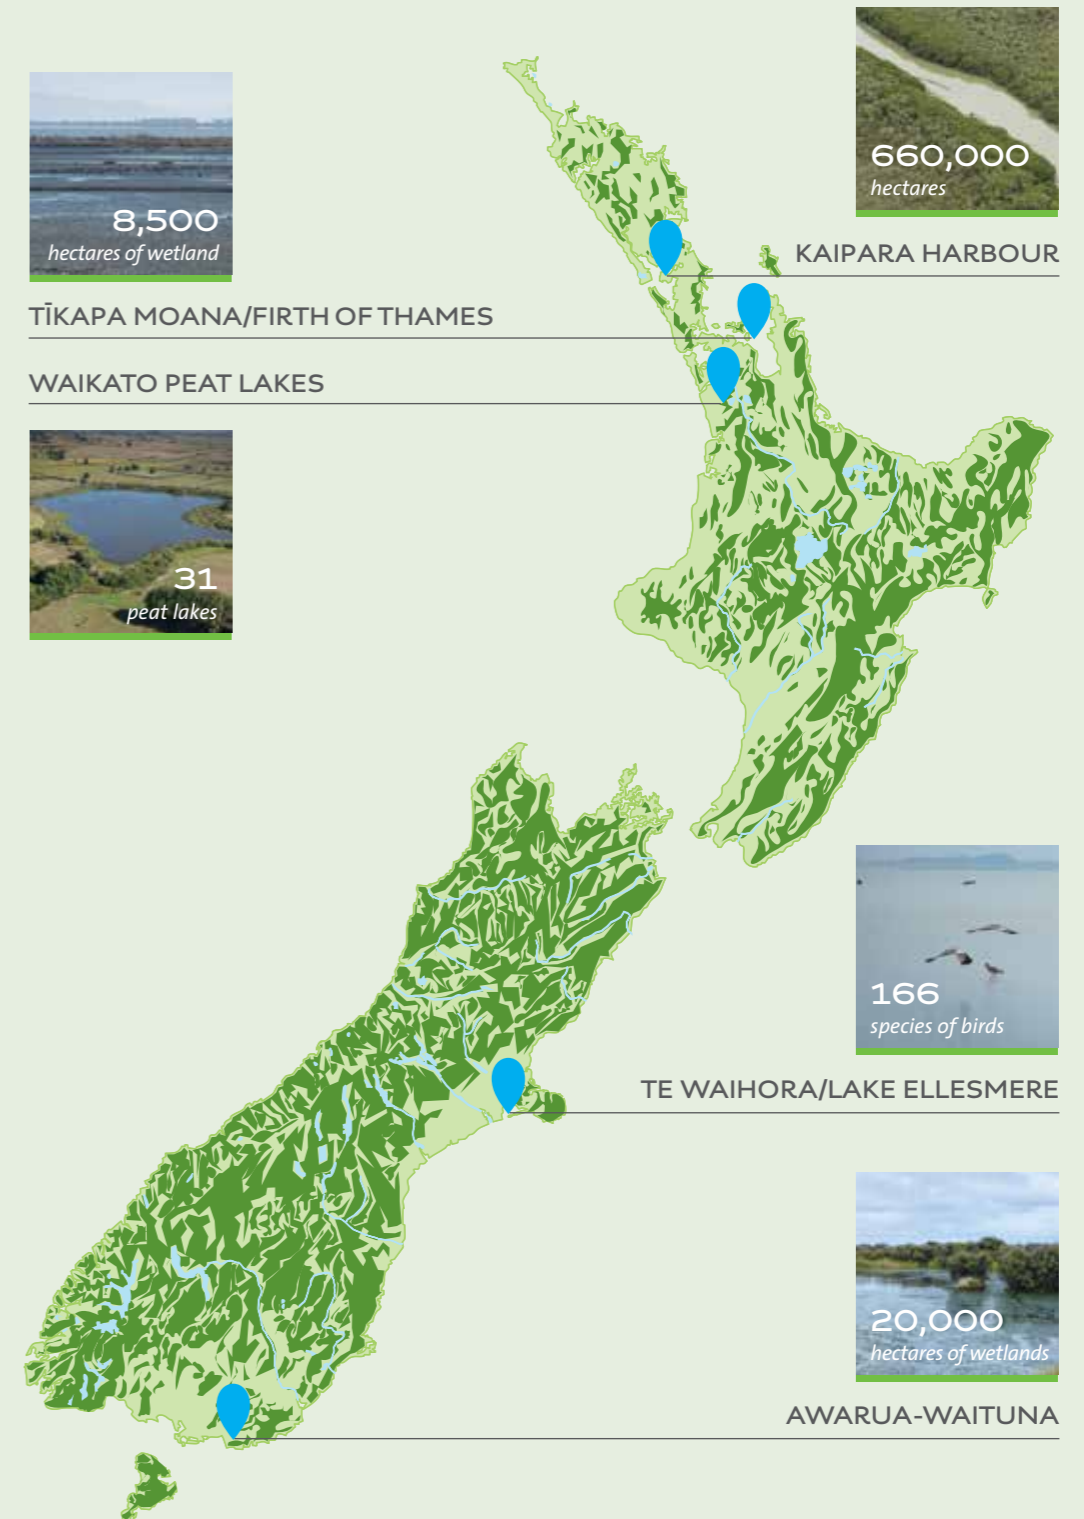 660,000
hectares
KAIPARA HARBOUR
8,500
hectares of wetland
TĪKAPA MOANA/FIRTH OF THAMES
WAIKATO PEAT LAKES
31
peat lakes
166
species of birds
TE WAIHORA/LAKE ELLESMERE
20,000
hectares of wetlands
AWARUA-WAITUNA